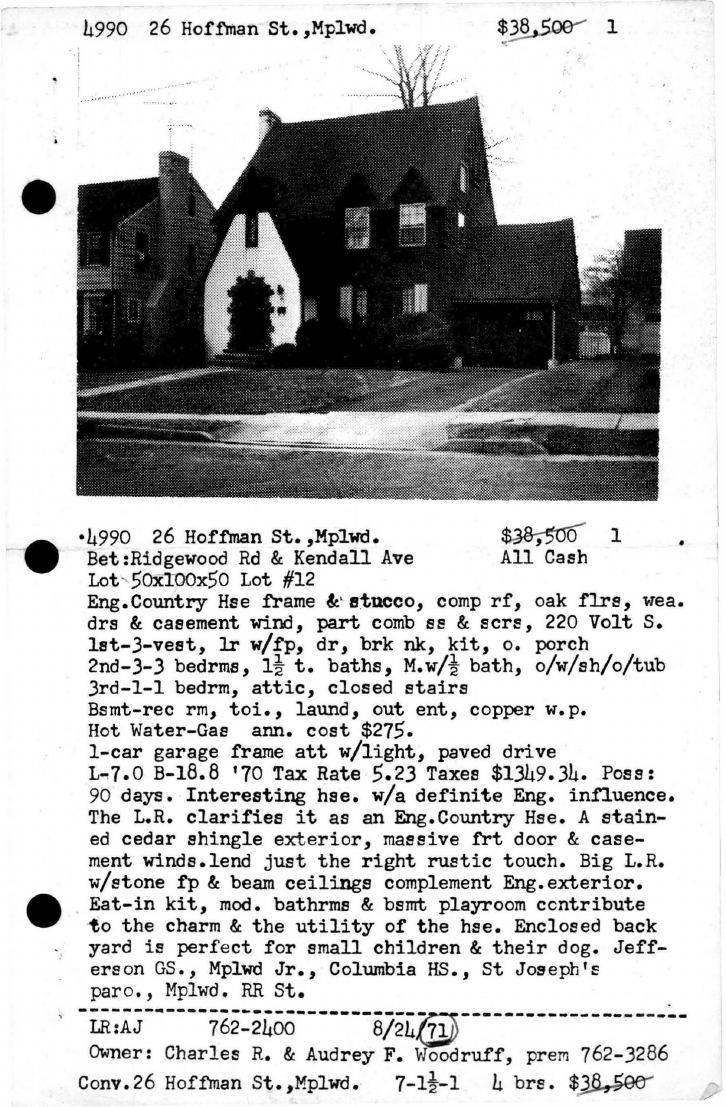 4990 26 Hoffman St.,Mplwd. $38,500 1
•4990 26 Hoffman St.,Mplwd. $38,500 1 .
Bet:Ridgewood Rd & Kendall Ave All Cash
Lot 50x100x50 Lot #12
Eng.Country Hse frame & stucco, comp rf, oak flrs, wea.
drs & casement wind, part comb ss & scrs, 220 Volt S.
1st-3-vest, lr w/fp, dr, brk nk, kit, o. porch
2nd-3-3 bedrms, 1½ t. baths, M.w/½ bath, o/w/sh/o/tub
3rd-1-1 bedrm, attic, closed stairs
Bsmt-rec rm, toi., laund, out ent, copper w.p.
Hot Water-Gas ann. cost $275.
1-car garage frame att w/light, paved drive
L-7.0 B-18.8 '70 Tax Rate 5.23 Taxes $1349.34. Poss:
90 days. Interesting hse. w/a definite Eng. influence.
The L.R. clarifies it as an Eng.Country Hse. A stain-
ed cedar shingle exterior, massive frt door & case-
ment winds.lend just the right rustic touch. Big L.R.
w/stone fp & beam ceilings complement Eng.exterior.
Eat-in kit, mod. bathrms & bsmt playroom contribute
to the charm & the utility of the hse. Enclosed back
yard is perfect for small children & their dog. Jeff-
erson GS., Mplwd Jr., Columbia HS., St Joseph's
paro., Mplwd. RR St.
LR:AJ 762-2400 8/24/71)
Owner: Charles R. & Audrey F. Woodruff, prem 762-3286
Conv.26 Hoffman St.,Mplwd. 7-1½-1 4 brs. $38,500